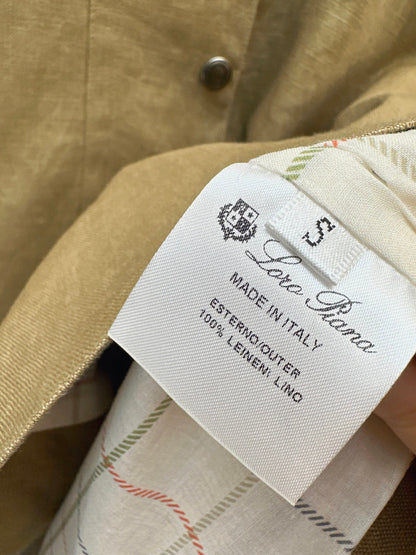 S
Loro Piana
MADE IN ITALY
ESTERNO/OUTER
100% LEINEN: LINO